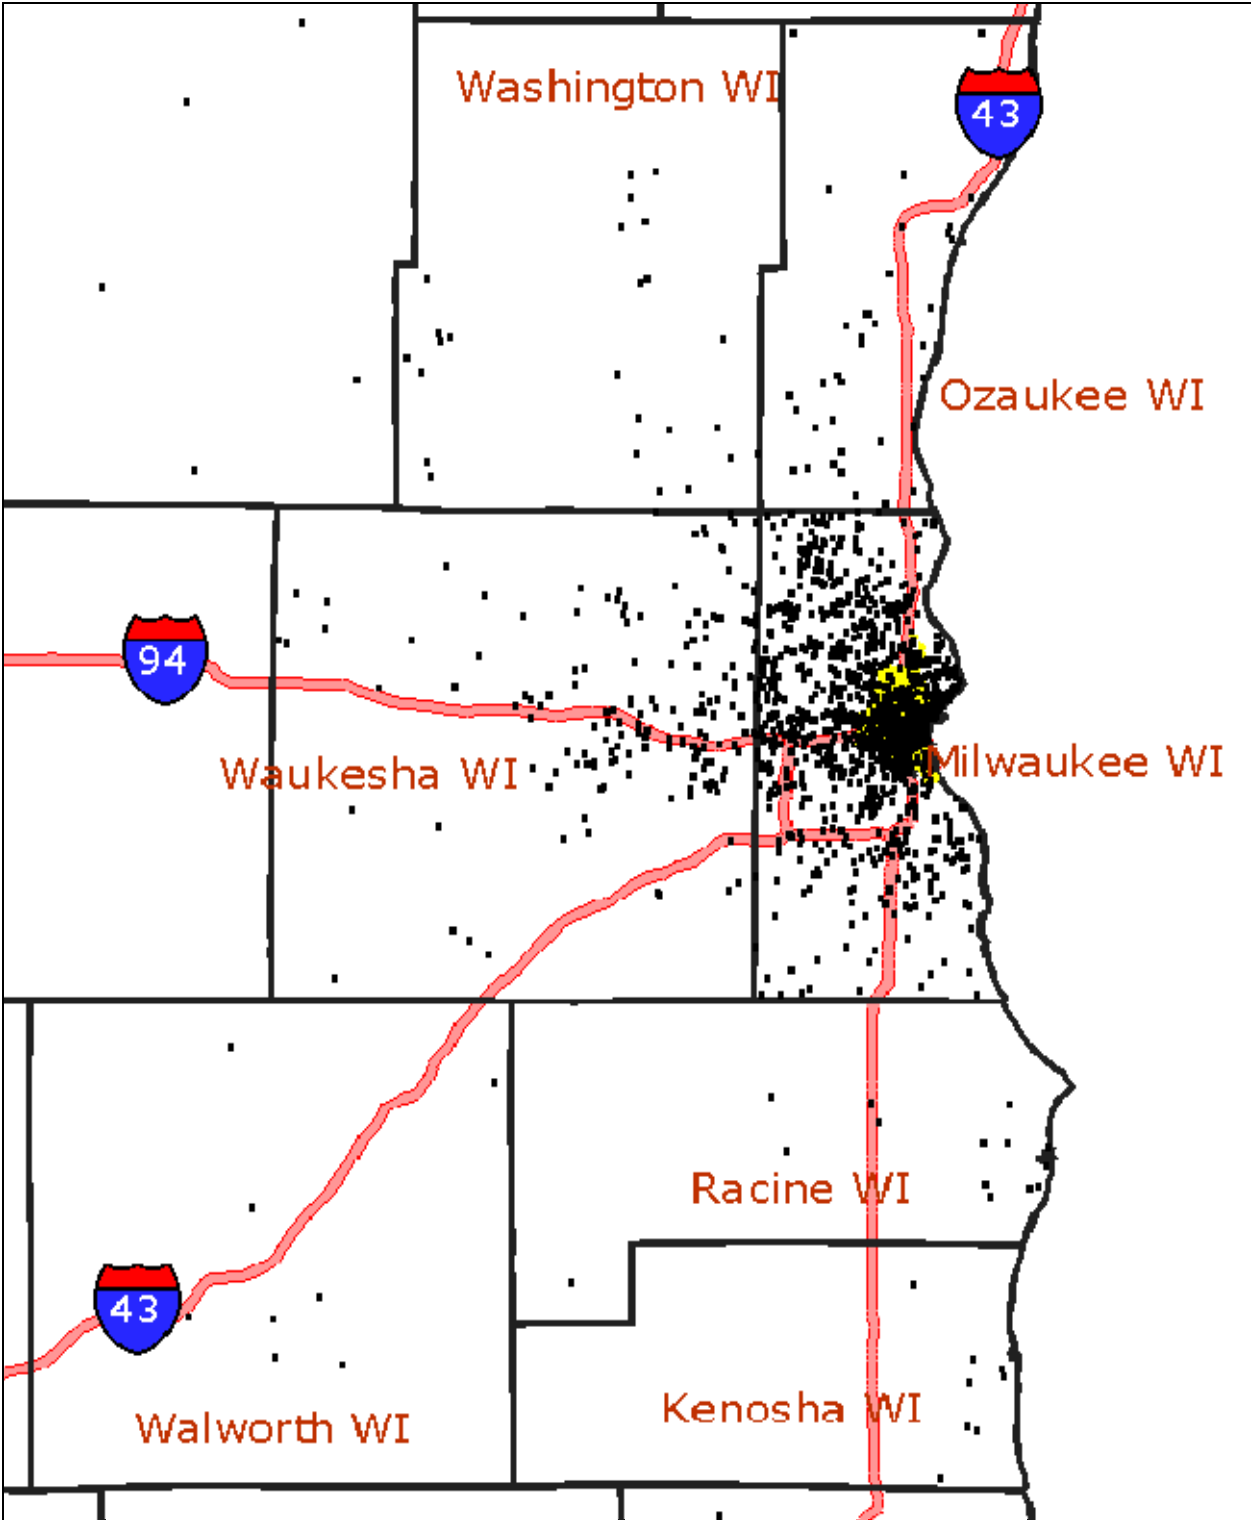 Washington WI
43
Ozaukee WI
94
Waukesha WI
Milwaukee WI
Racine WI
43
Kenosha WI
Walworth WI